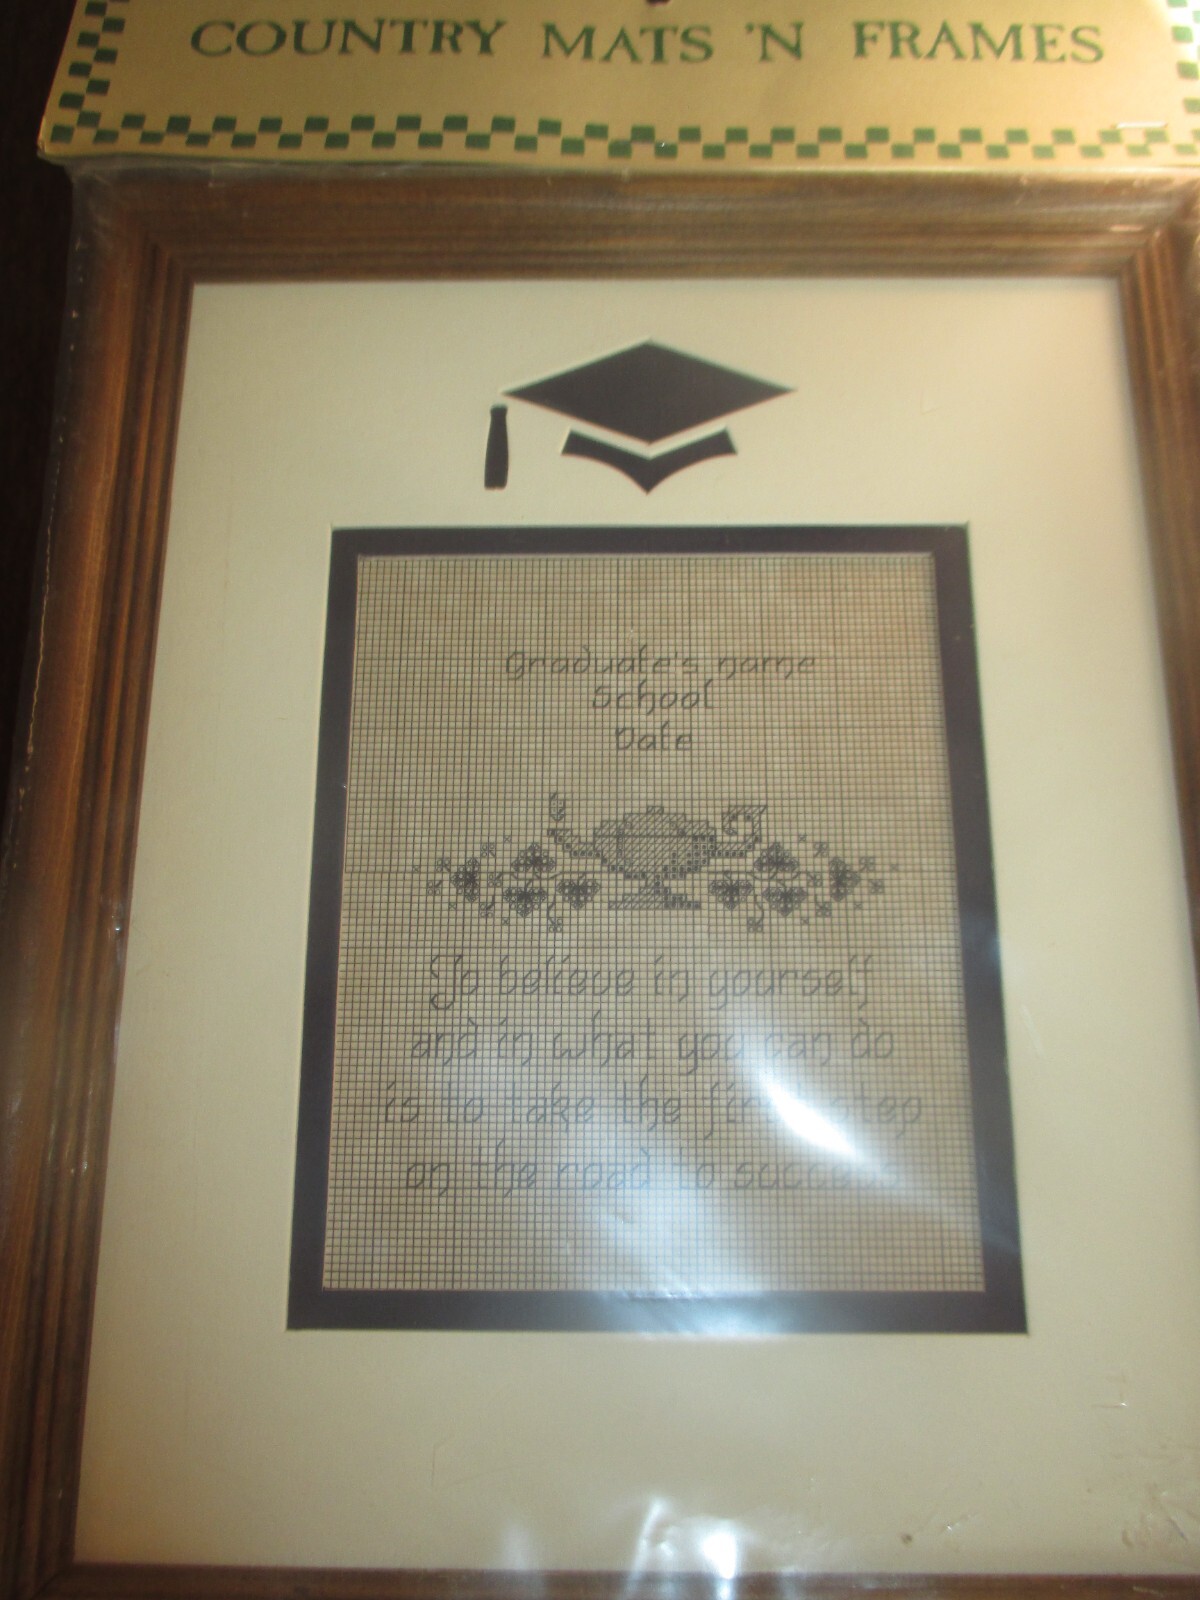 COUNTRY MATS 'N FRAMES
Graduate's name
School
Date
To believe in yourself
and in what you can do
is to take the first step
on the road to success